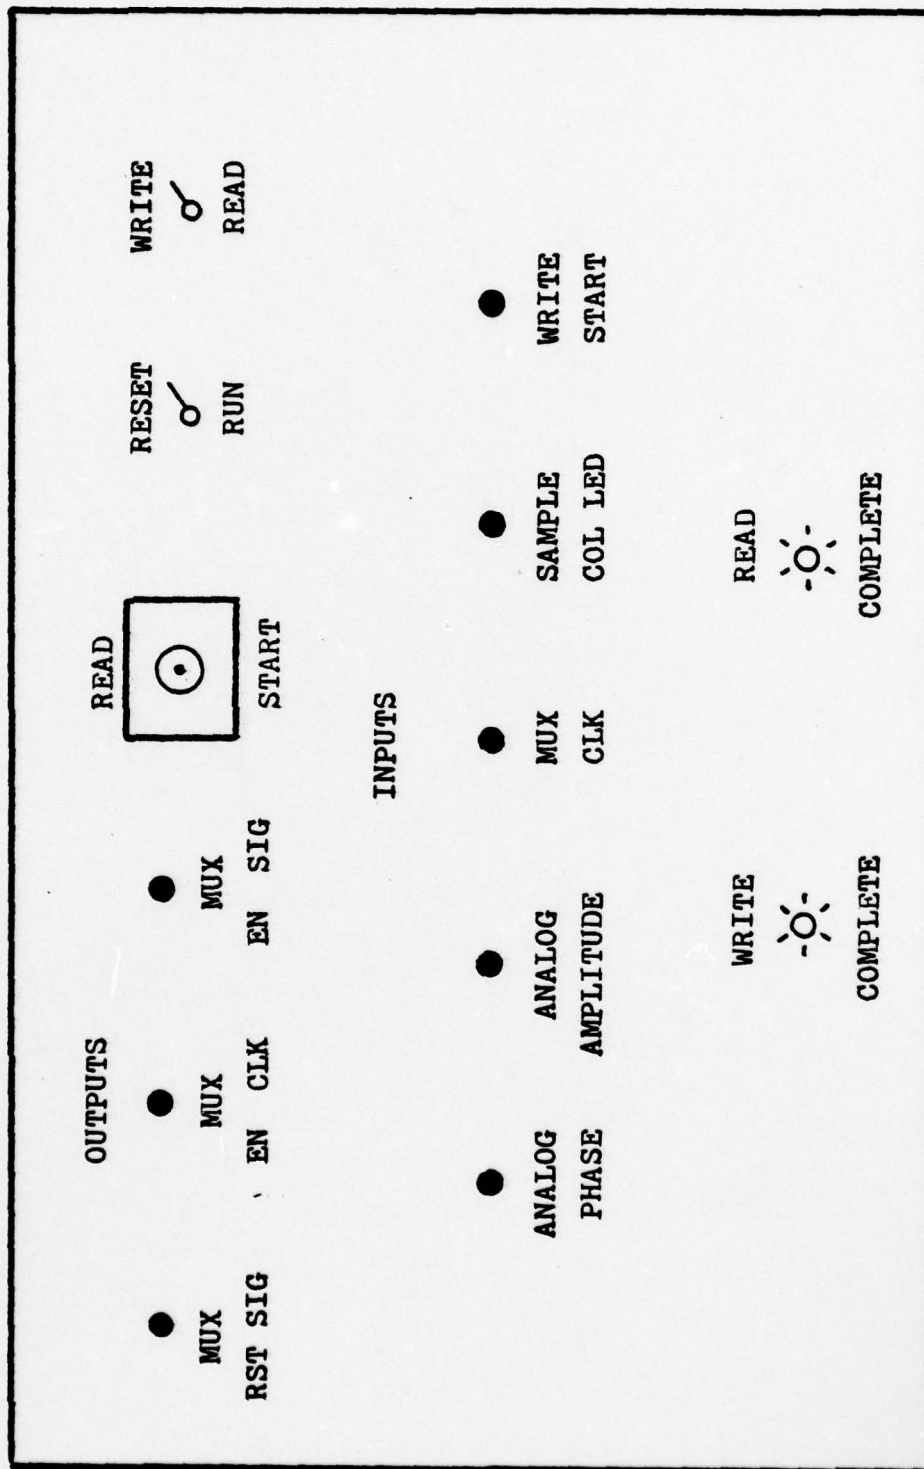 OUTPUTS
MUX
RST SIG
MUX
EN CLK
MUX
EN SIG
READ
START
RESET
RUN
WRITE
READ
INPUTS
ANALOG
PHASE
ANALOG
AMPLITUDE
MUX
CLK
SAMPLE
COL LED
WRITE
START
WRITE
COMPLETE
READ
COMPLETE